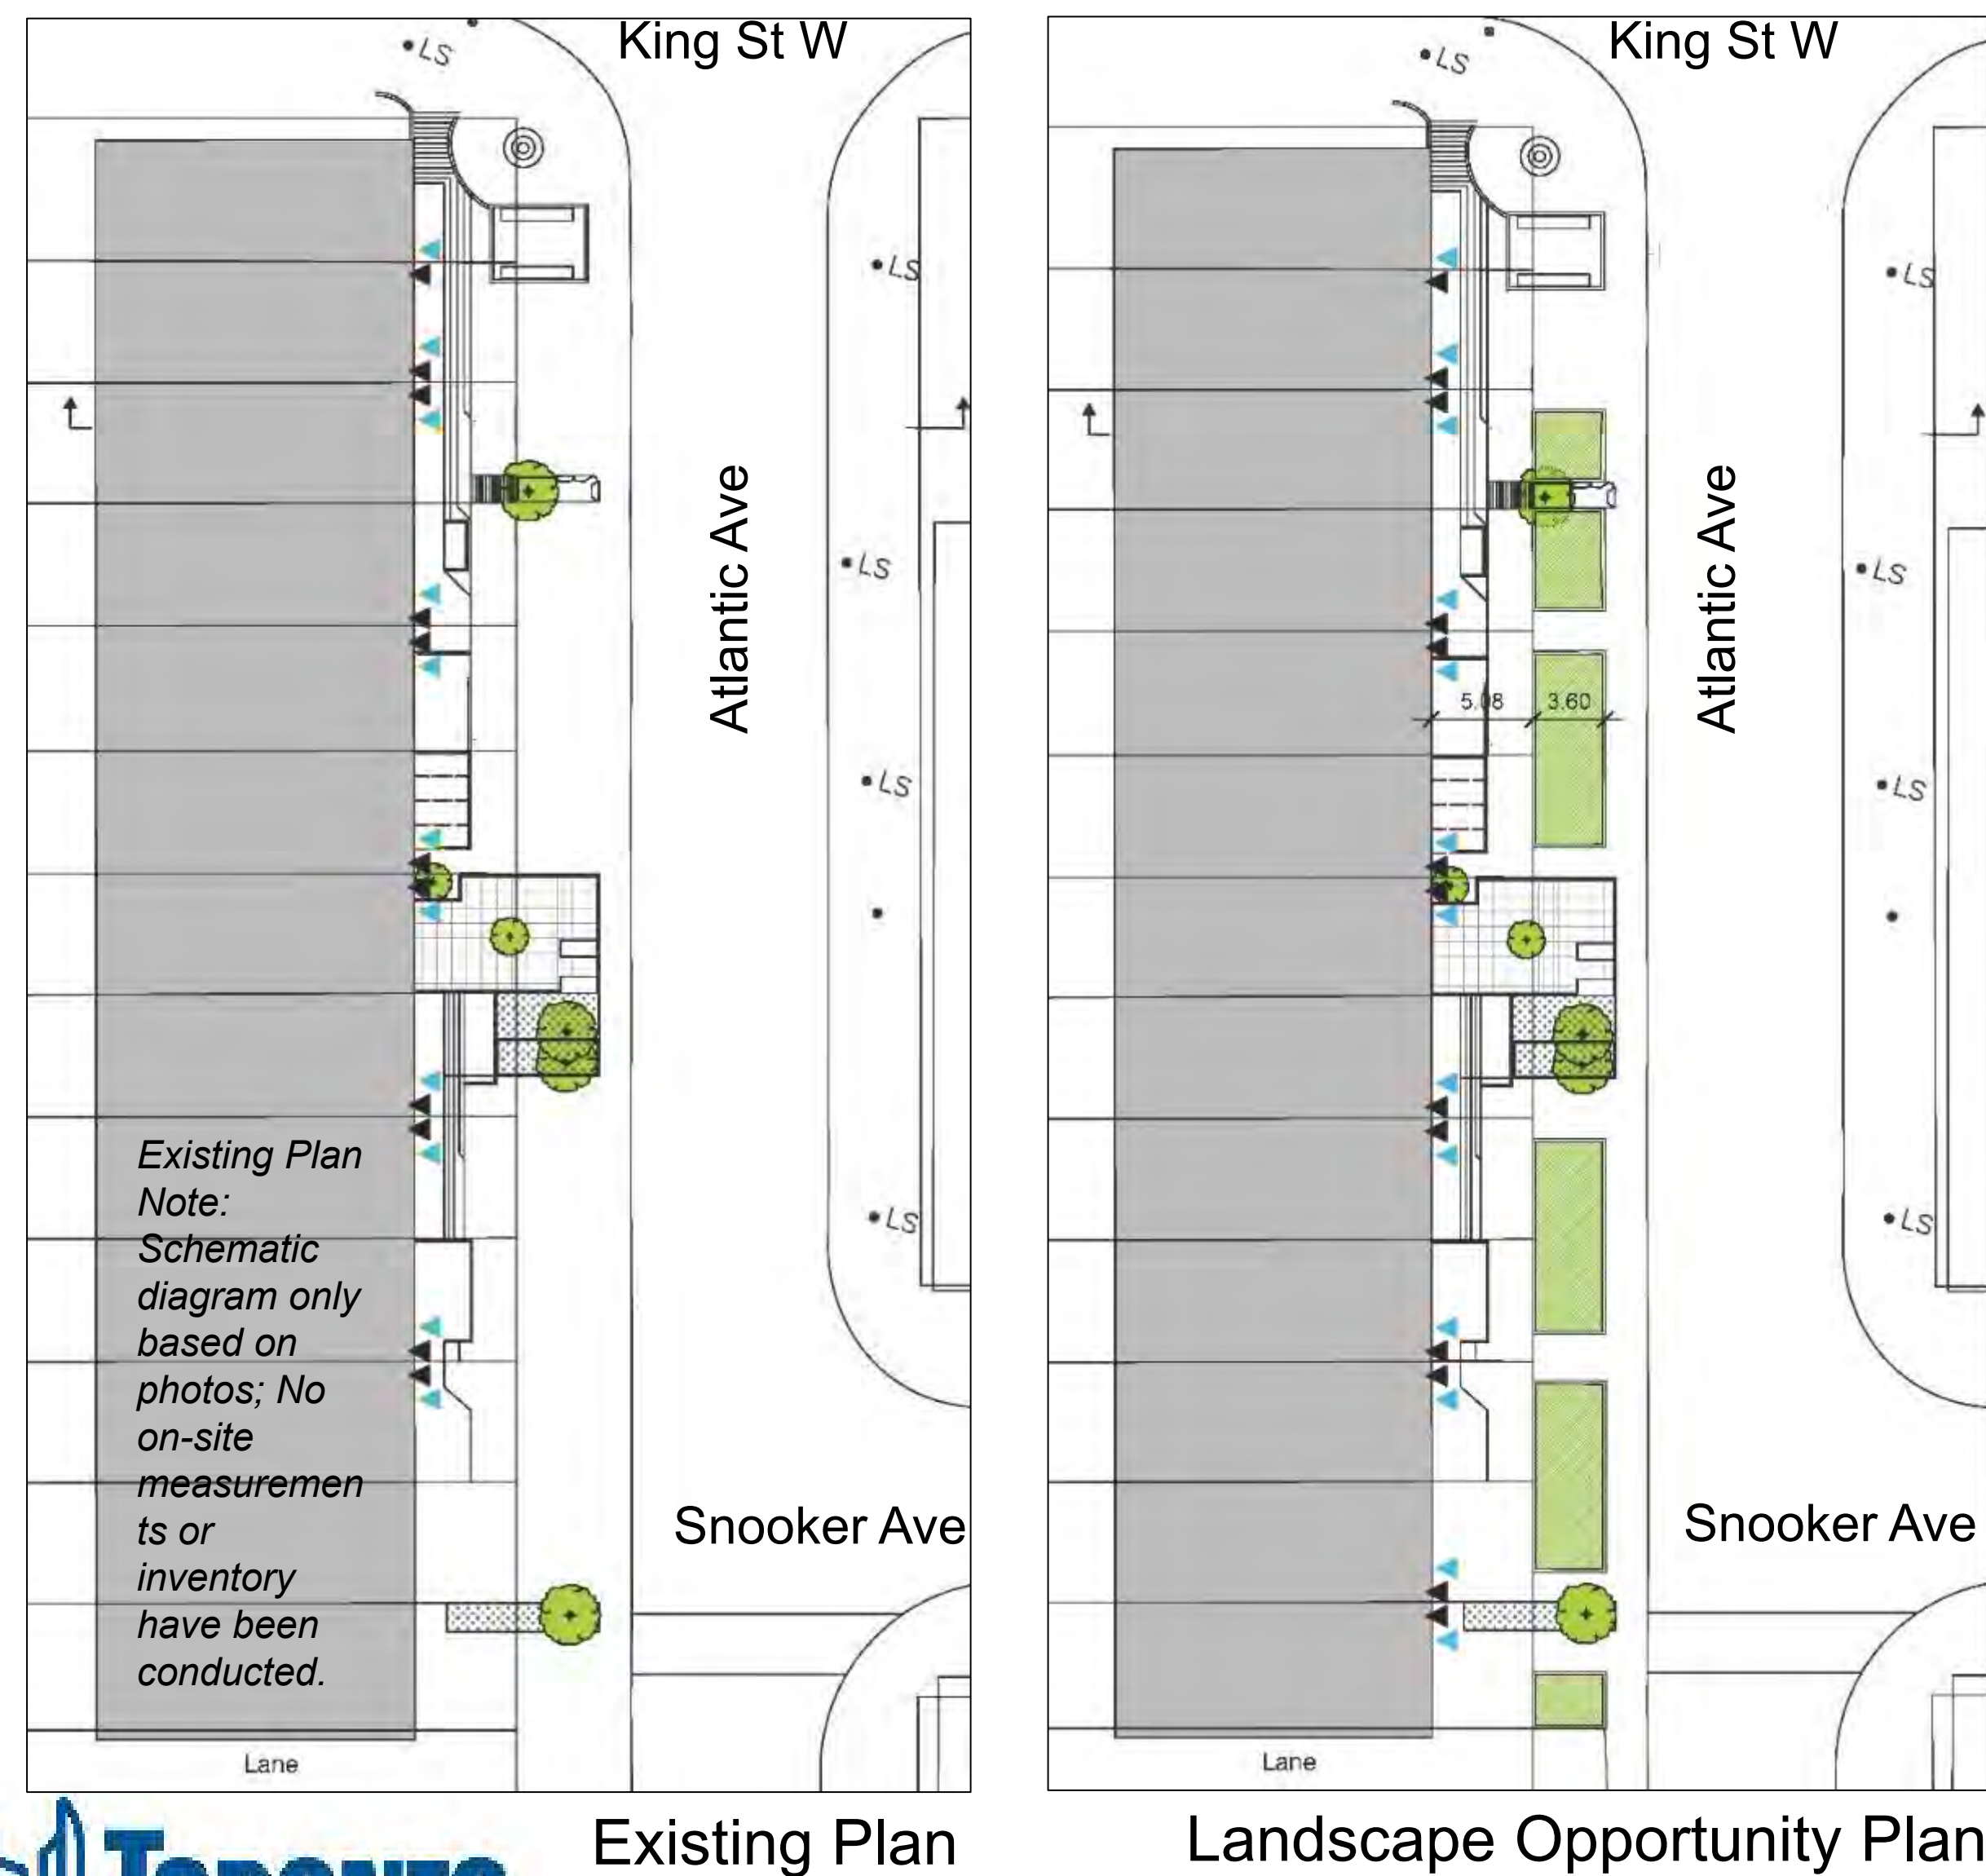 King St W
LS
LS
Atlantic Ave
LS
LS
LS
Existing Plan
Note:
Schematic
diagram only
based on
photos; No
on-site
measuremen
ts or
inventory
have been
conducted.
Snooker Ave
Lane
Existing Plan
King St W
LS
LS
Atlantic Ave
LS
5.08
3.60
LS
LS
Snooker Ave
Lane
Landscape Opportunity Plan
TORONTO